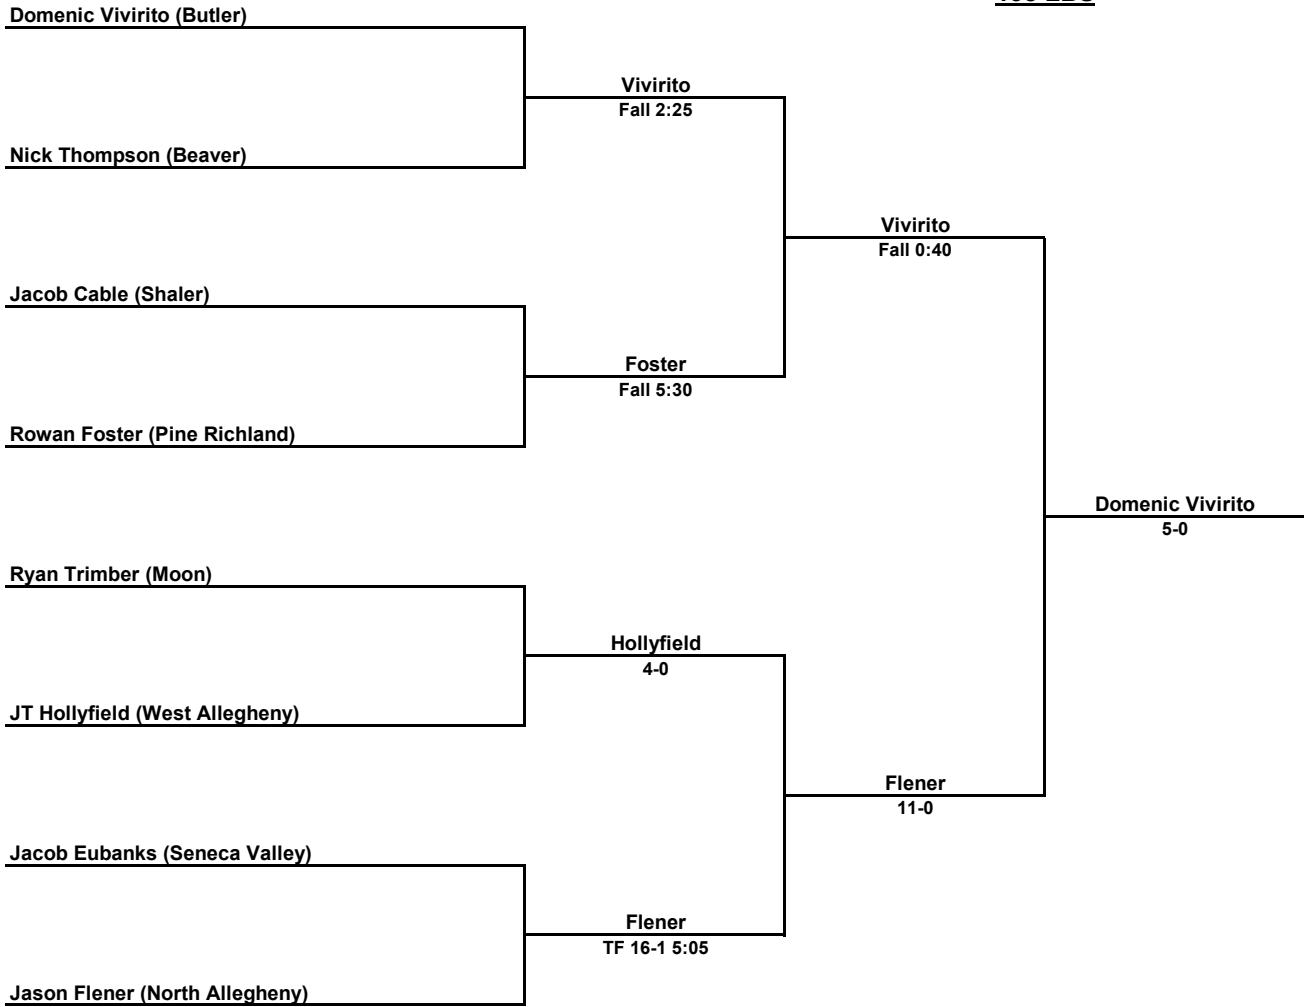 Domenic Vivirito (Butler)
Vivirito
Fall 2:25
Nick Thompson (Beaver)
Vivirito
Fall 0:40
Jacob Cable (Shaler)
Foster
Fall 5:30
Rowan Foster (Pine Richland)
Domenic Vivirito
5-0
Ryan Trimber (Moon)
Hollyfield
4-0
JT Hollyfield (West Allegheny)
Flener
11-0
Jacob Eubanks (Seneca Valley)
Flener
TF 16-1 5:05
Jason Flener (North Allegheny)